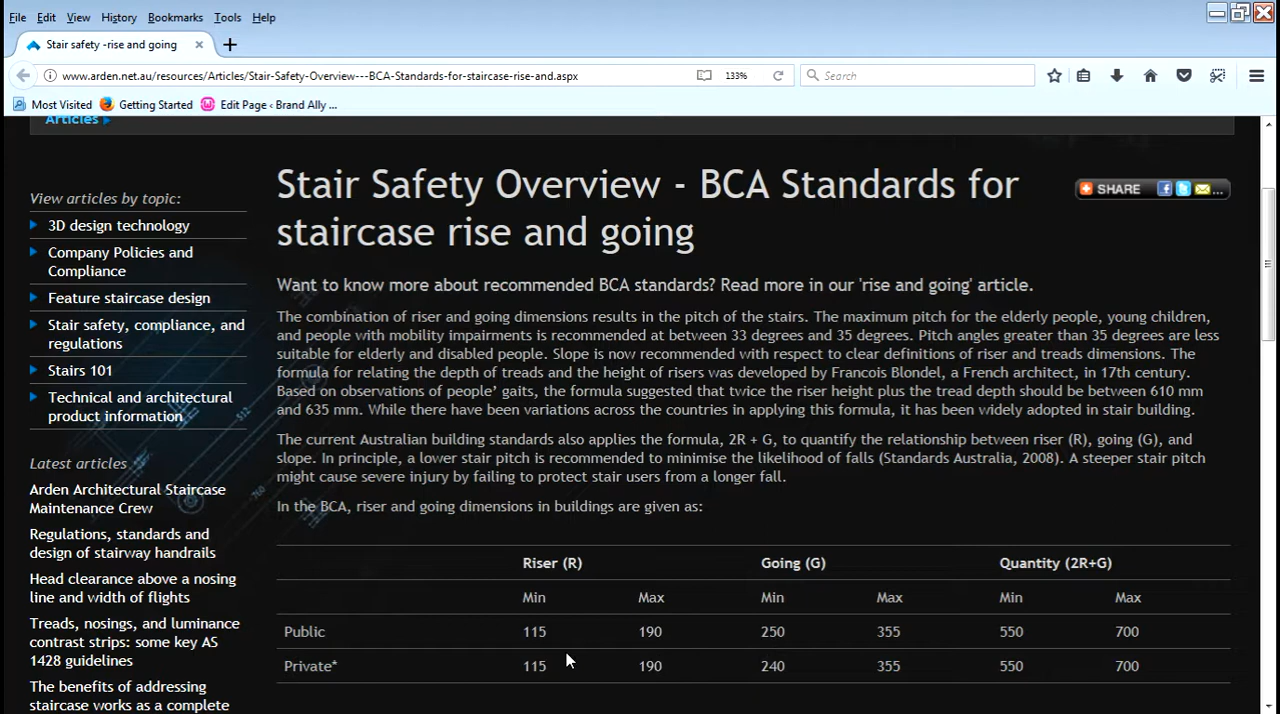 File Edit View History Bookmarks Tools Help
Stair safety -rise and going
www.arden.net.au/resources/Articles/Stair-Safety-Overview---BCA-Standards-for-staircase-rise-and.aspx 133% Search
Most Visited Getting Started Edit Page ‹ Brand Ally ...
Articles
View articles by topic:
3D design technology
Company Policies and
Compliance
Feature staircase design
Stair safety, compliance, and
regulations
Stairs 101
Technical and architectural
product information
Latest articles
Arden Architectural Staircase
Maintenance Crew
Regulations, standards and
design of stairway handrails
Head clearance above a nosing
line and width of flights
Treads, nosings, and luminance
contrast strips: some key AS
1428 guidelines
The benefits of addressing
staircase works as a complete
Stair Safety Overview - BCA Standards for
staircase rise and going
SHARE ...
Want to know more about recommended BCA standards? Read more in our 'rise and going' article.
The combination of riser and going dimensions results in the pitch of the stairs. The maximum pitch for the elderly people, young children,
and people with mobility impairments is recommended at between 33 degrees and 35 degrees. Pitch angles greater than 35 degrees are less
suitable for elderly and disabled people. Slope is now recommended with respect to clear definitions of riser and treads dimensions. The
formula for relating the depth of treads and the height of risers was developed by Francois Blondel, a French architect, in 17th century.
Based on observations of people’ gaits, the formula suggested that twice the riser height plus the tread depth should be between 610 mm
and 635 mm. While there have been variations across the countries in applying this formula, it has been widely adopted in stair building.
The current Australian building standards also applies the formula, 2R + G, to quantify the relationship between riser (R), going (G), and
slope. In principle, a lower stair pitch is recommended to minimise the likelihood of falls (Standards Australia, 2008). A steeper stair pitch
might cause severe injury by failing to protect stair users from a longer fall.
In the BCA, riser and going dimensions in buildings are given as:
Riser (R) Going (G) Quantity (2R+G)
Min Max Min Max Min Max
Public 115 190 250 355 550 700
Private* 115 190 240 355 550 700